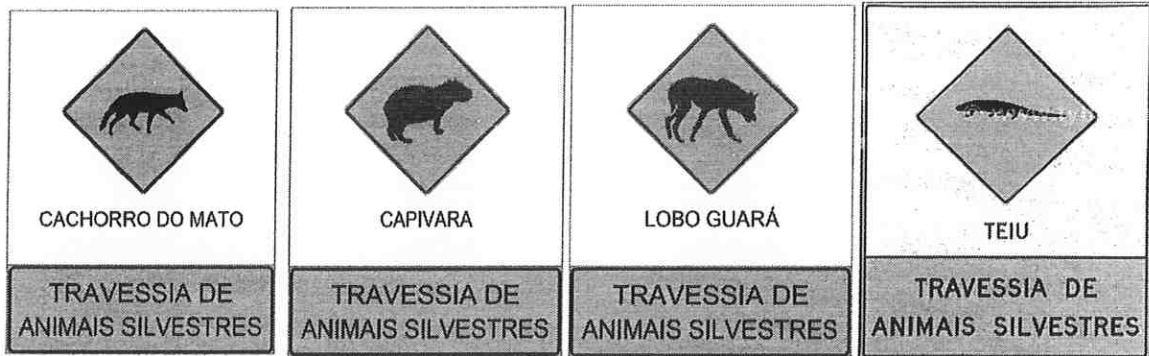 CACHORRO DO MATO
TRAVESSIA DE
ANIMAIS SILVESTRES
CAPIVARA
TRAVESSIA DE
ANIMAIS SILVESTRES
LOBO GUARÁ
TRAVESSIA DE
ANIMAIS SILVESTRES
TEIU
TRAVESSIA DE
ANIMAIS SILVESTRES